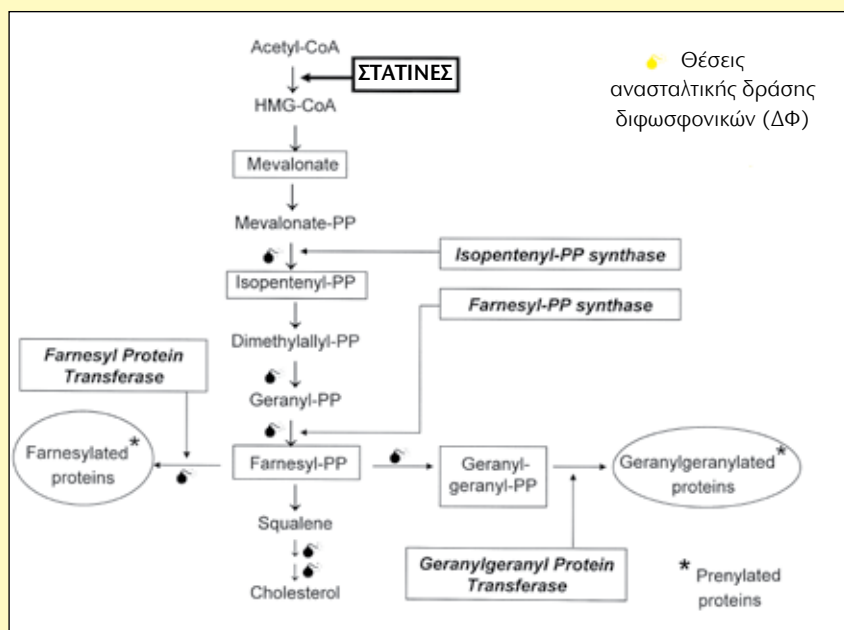 Acetyl-CoA
ΣΤΑΤΙΝΕΣ
HMG-CoA
Θέσεις
ανασταλτικής δράσης
διφωσφονικών (ΔΦ)
Mevalonate
Mevalonate-PP
Isopentenyl-PP synthase
Isopentenyl-PP
Farnesyl-PP synthase
Dimethylallyl-PP
Farnesyl Protein
Transferase
Geranyl-PP
Farnesylated*
proteins
Farnesyl-PP
Geranyl-
geranyl-PP
Geranylgeranylated*
proteins
Squalene
Cholesterol
Geranylgeranyl Protein
Transferase
* Prenylated
proteins